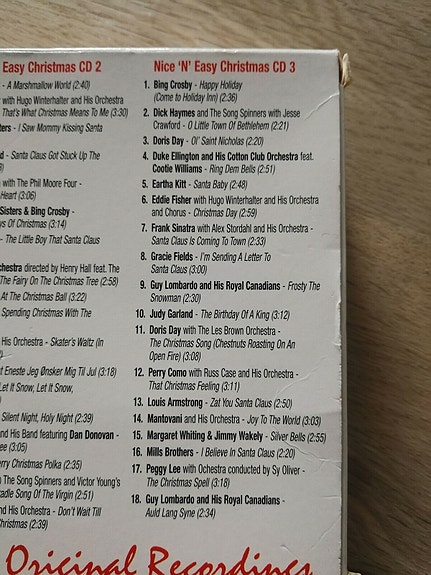 Easy Christmas CD 2
- A Marshmallow World (2:40)
with Hugo Winterhalter and His Orchestra
That's What Christmas Means To Me (3:30)
ters - I Saw Mommy Kissing Santa
d - Santa Claus Got Stuck Up The
with The Phil Moore Four -
Heart (3:06)
Sisters & Bing Crosby -
ys Of Christmas (3:14)
- The Little Boy That Santa Claus
chestra directed by Henry Hall feat. The
The Fairy On The Christmas Tree (2:58)
At The Christmas Ball (3:22)
Spending Christmas With The
His Orchestra - Skater's Waltz (In
0)
t Eneste Jeg Ønsker Mig Til Jul (3:18)
Let It Snow, Let It Snow,
Silent Night, Holy Night (2:39)
and His Band featuring Dan Donovan -
ee (3:05)
rry Christmas Polka (2:35)
The Song Spinners and Victor Young's
radle Song Of The Virgin (2:51)
nd His Orchestra - Don't Wait Till
hristmas (2:39)
Nice 'N' Easy Christmas CD 3
1. Bing Crosby - Happy Holiday
(Come to Holiday Inn) (2:36)
2. Dick Haymes and The Song Spinners with Jesse
Crawford - O Little Town Of Bethlehem (2:21)
3. Doris Day - Ol' Saint Nicholas (2:20)
4. Duke Ellington and His Cotton Club Orchestra feat.
Cootie Williams - Ring Dem Bells (2:51)
5. Eartha Kitt - Santa Baby (2:48)
6. Eddie Fisher with Hugo Winterhalter and His Orchestra
and Chorus - Christmas Day (2:59)
7. Frank Sinatra with Alex Stordahl and His Orchestra -
Santa Claus Is Coming To Town (2:33)
8. Gracie Fields - I'm Sending A Letter To
Santa Claus (3:00)
9. Guy Lombardo and His Royal Canadians - Frosty The
Snowman (2:30)
10. Judy Garland - The Birthday Of A King (3:12)
11. Doris Day with The Les Brown Orchestra -
The Christmas Song (Chestnuts Roasting On An
Open Fire) (3:08)
12. Perry Como with Russ Case and His Orchestra -
That Christmas Feeling (3:11)
13. Louis Armstrong - Zat You Santa Claus (2:50)
14. Mantovani and His Orchestra - Joy To The World (3:03)
15. Margaret Whiting & Jimmy Wakely - Silver Bells (2:55)
16. Mills Brothers - I Believe In Santa Claus (2:20)
17. Peggy Lee with Ochestra conducted by Sy Oliver -
The Christmas Spell (3:18)
18. Guy Lombardo and His Royal Canadians -
Auld Lang Syne (2:34)
Original Recordings